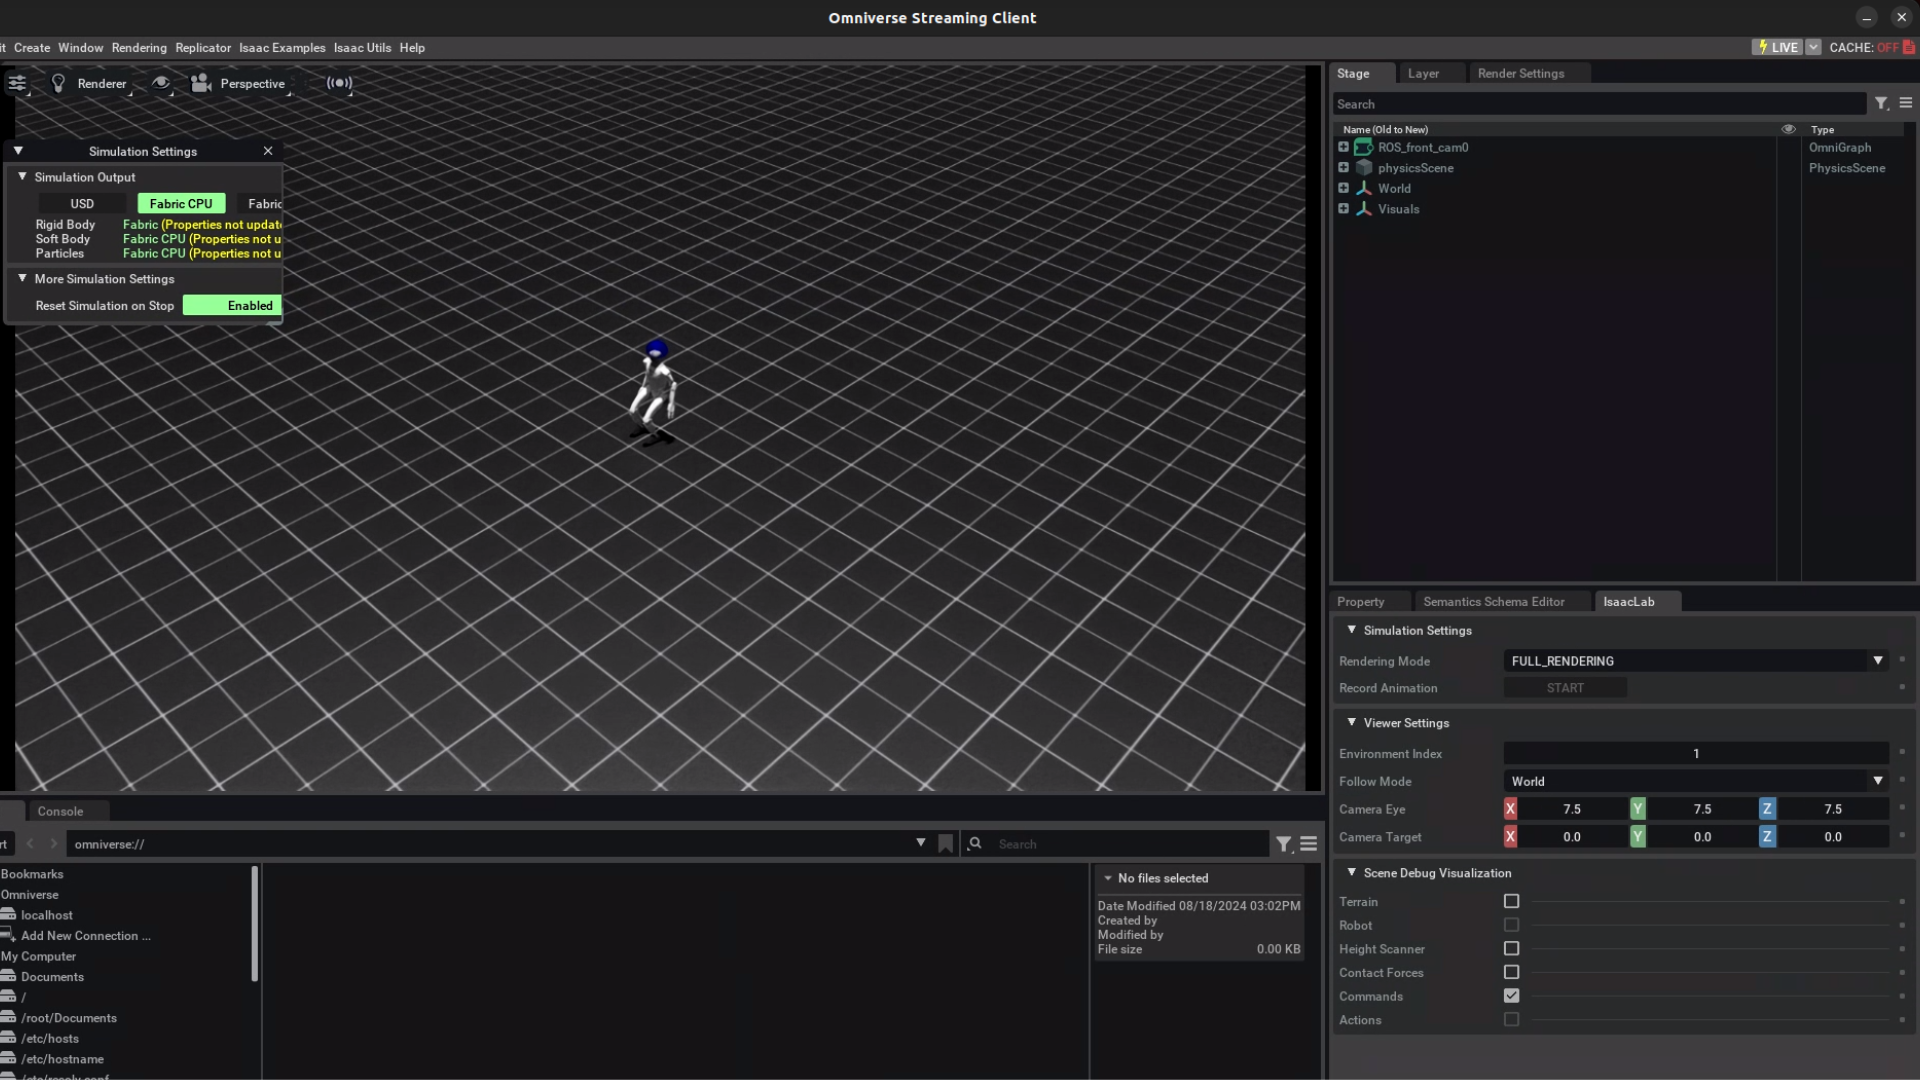 Omniverse Streaming Client
it Create Window Rendering Replicator Isaac Examples Isaac Utils Help
LIVE CACHE: OFF
Renderer Perspective
Simulation Settings
Simulation Output
USD Fabric CPU Fabric
Rigid Body Fabric (Properties not updat
Soft Body Fabric CPU (Properties not u
Particles Fabric CPU (Properties not u
More Simulation Settings
Reset Simulation on Stop Enabled
Stage Layer Render Settings
Search
Name (Old to New) Type
ROS_front_cam0 OmniGraph
physicsScene PhysicsScene
World
Visuals
Property Semantics Schema Editor IsaacLab
Simulation Settings
Rendering Mode FULL_RENDERING
Record Animation START
Viewer Settings
Environment Index 1
Follow Mode World
Camera Eye X 7.5 Y 7.5 Z 7.5
Camera Target X 0.0 Y 0.0 Z 0.0
Scene Debug Visualization
Terrain
Robot
Height Scanner
Contact Forces
Commands
Actions
Console
rt omniverse:// Search
Bookmarks
Omniverse
localhost
Add New Connection ...
My Computer
Documents
/
/root/Documents
/etc/hosts
/etc/hostname
/etc/resolv.conf
No files selected
Date Modified 08/18/2024 03:02PM
Created by
Modified by
File size 0.00 KB